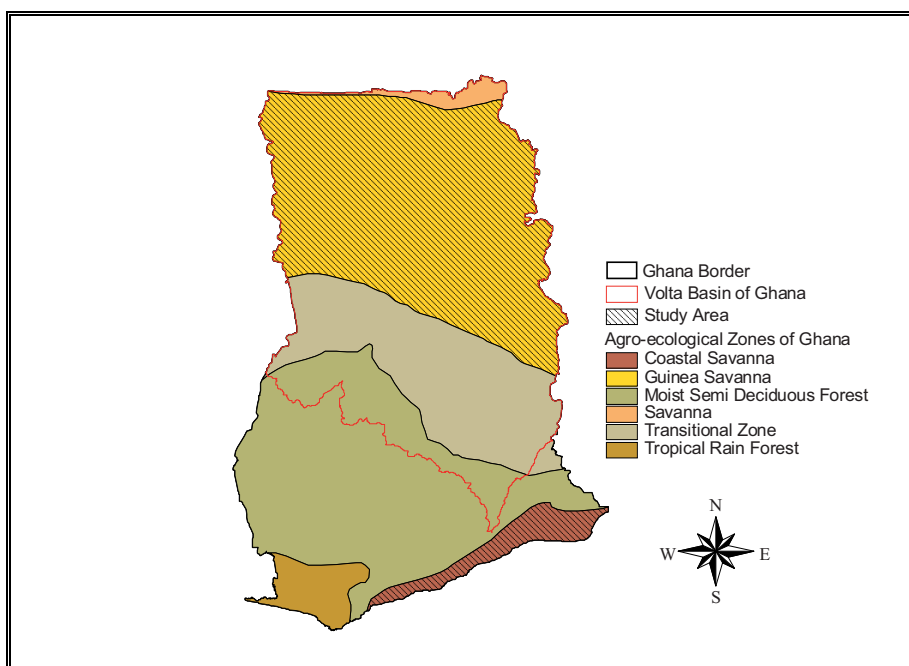 Ghana Border
Volta Basin of Ghana
Study Area
Agro-ecological Zones of Ghana
Coastal Savanna
Guinea Savanna
Moist Semi Deciduous Forest
Savanna
Transitional Zone
Tropical Rain Forest
N
W E
S